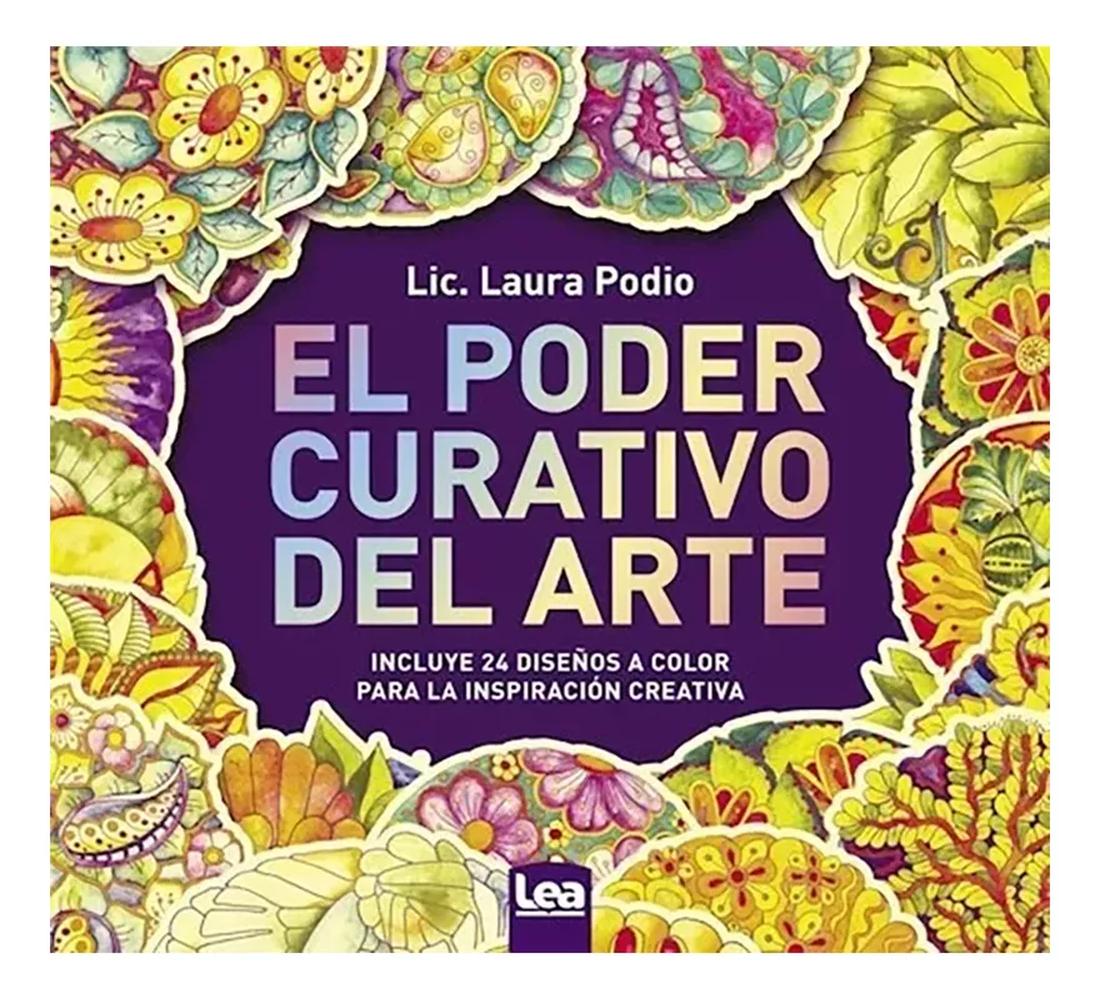 Lic. Laura Podio
EL PODER
CURATIVO
DEL ARTE
INCLUYE 24 DISEÑOS A COLOR
PARA LA INSPIRACIÓN CREATIVA
Lea